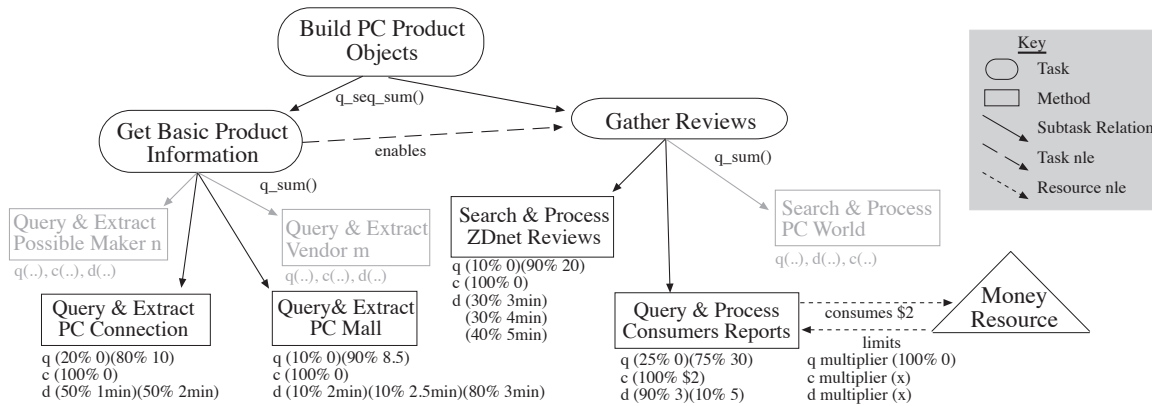 Build PC Product
Objects
q_seq_sum()
Get Basic Product
Information
enables
Gather Reviews
q_sum()
q_sum()
Query & Extract
Possible Maker n
q(..), c(..), d(..)
Query & Extract
Vendor m
q(..), c(..), d(..)
Query & Extract
PC Connection
q (20% 0)(80% 10)
c (100% 0)
d (50% 1min)(50% 2min)
Query& Extract
PC Mall
q (10% 0)(90% 8.5)
c (100% 0)
d (10% 2min)(10% 2.5min)(80% 3min)
Search & Process
ZDnet Reviews
q (10% 0)(90% 20)
c (100% 0)
d (30% 3min)
(30% 4min)
(40% 5min)
Search & Process
PC World
q(..), d(..), c(..)
Query & Process
Consumers Reports
q (25% 0)(75% 30)
c (100% $2)
d (90% 3)(10% 5)
consumes $2
limits
q multiplier (100% 0)
c multiplier (x)
d multiplier (x)
Money
Resource
Key
Task
Method
Subtask Relation
Task nle
Resource nle